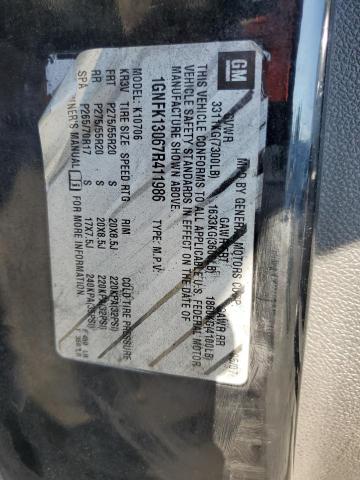 GM
MFD BY GENERAL MOTORS CORP
GVWR GAWR FRT GAWR RR
3311KG(7300LB) 1633KG(3600LB)
THIS VEHICLE CONFORMS TO ALL APPLICABLE U.S. FEDERAL MOTOR
VEHICLE SAFETY STANDARDS IN EFFECT ON THE DATE OF
MANUFACTURE SHOWN ABOVE.
1GNFK13067R411986 TYPE: M.P.V.
MODEL: K10706
KR3V TIRE SIZE SPEED RTG RIM COLD TIRE PRESSURE
FRT P275/55R20 S 20X8.5J 220KPA(32PSI)
RR P275/55R20 S 20X8.5J 220KPA(32PSI)
SPA P265/70R17 S 17X7.5J 240KPA(35PSI)
OWNER'S MANUAL FOR MORE INFORMATION